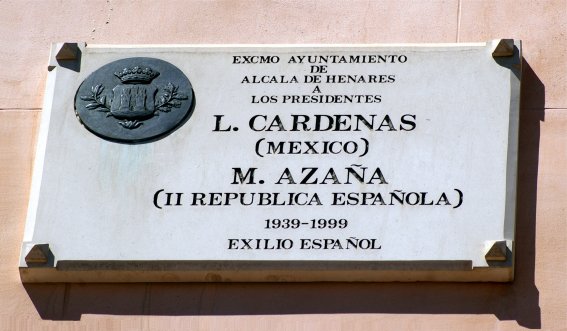 EXCMO AYUNTAMIENTO
DE
ALCALA DE HENARES
A
LOS PRESIDENTES
L. CARDENAS
(MEXICO)
M. AZAÑA
(II REPUBLICA ESPAÑOLA)
1939-1999
EXILIO ESPAÑOL